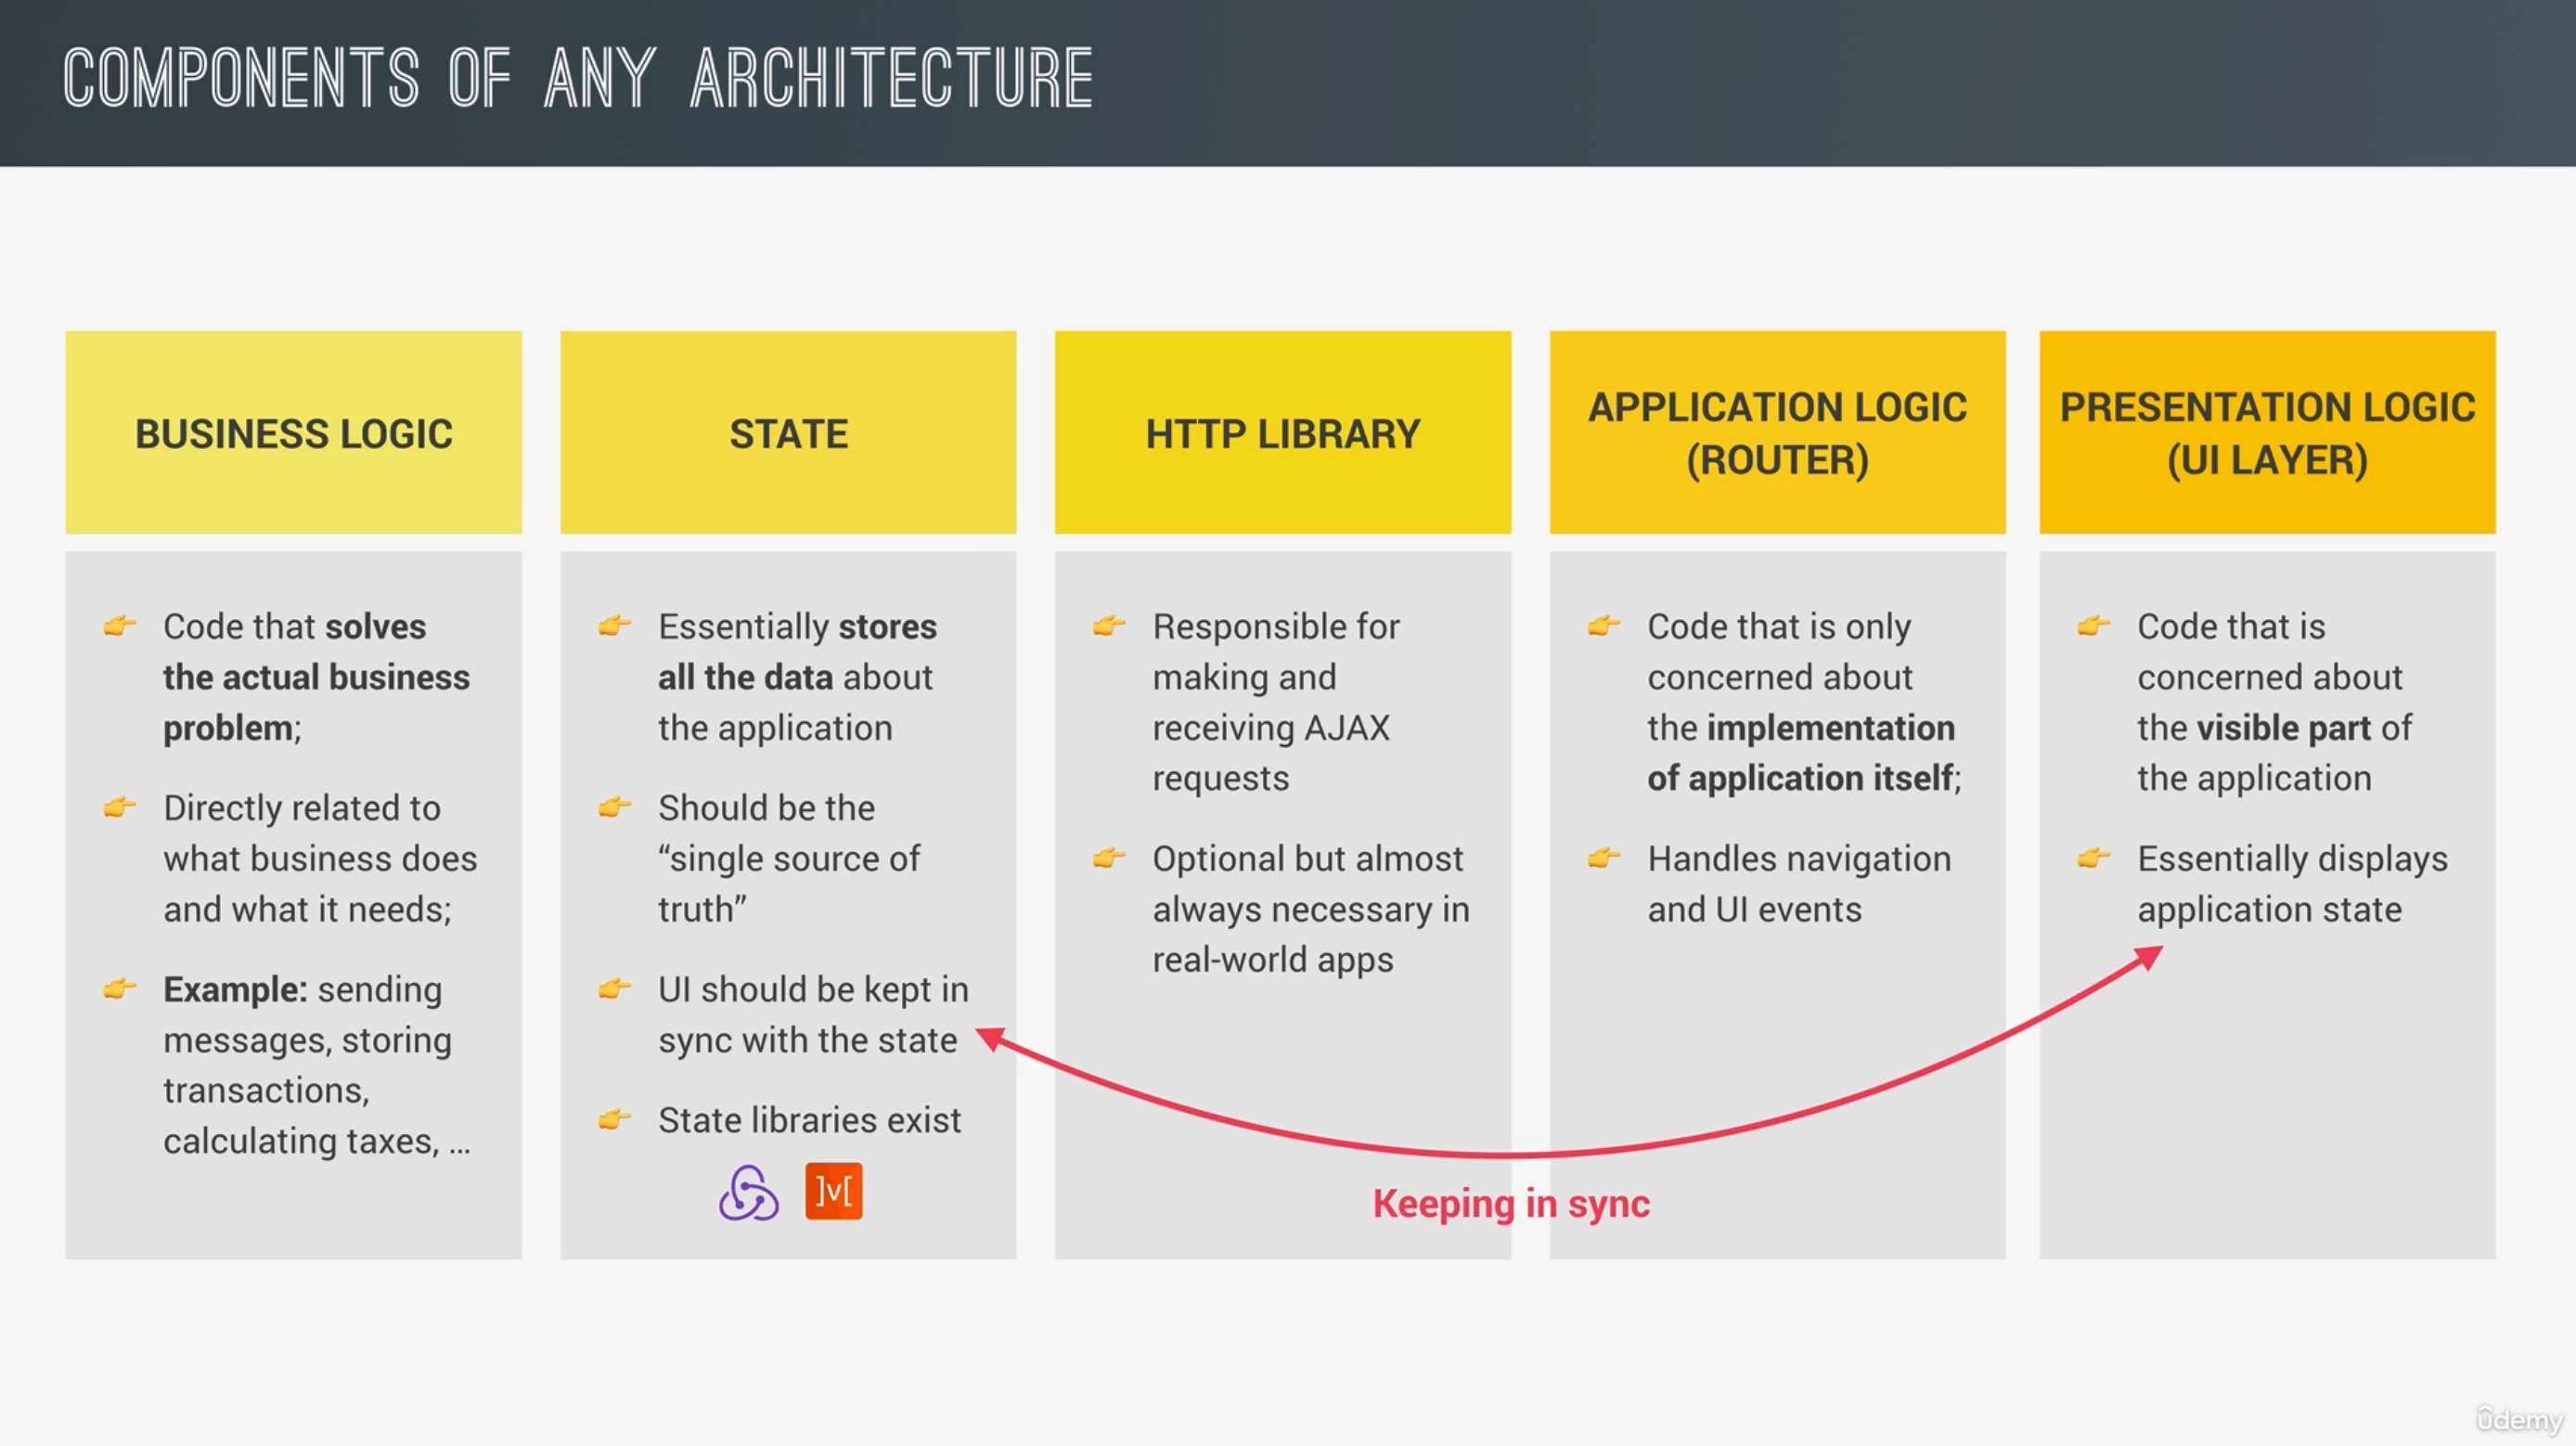 COMPONENTS OF ANY ARCHITECTURE
BUSINESS LOGIC
Code that solves
the actual business
problem;
Directly related to
what business does
and what it needs;
Example: sending
messages, storing
transactions,
calculating taxes, …
STATE
Essentially stores
all the data about
the application
Should be the
“single source of
truth”
UI should be kept in
sync with the state
State libraries exist
]v[
HTTP LIBRARY
Responsible for
making and
receiving AJAX
requests
Optional but almost
always necessary in
real-world apps
APPLICATION LOGIC
(ROUTER)
Code that is only
concerned about
the implementation
of application itself;
Handles navigation
and UI events
PRESENTATION LOGIC
(UI LAYER)
Code that is
concerned about
the visible part of
the application
Essentially displays
application state
Keeping in sync
ûdemy